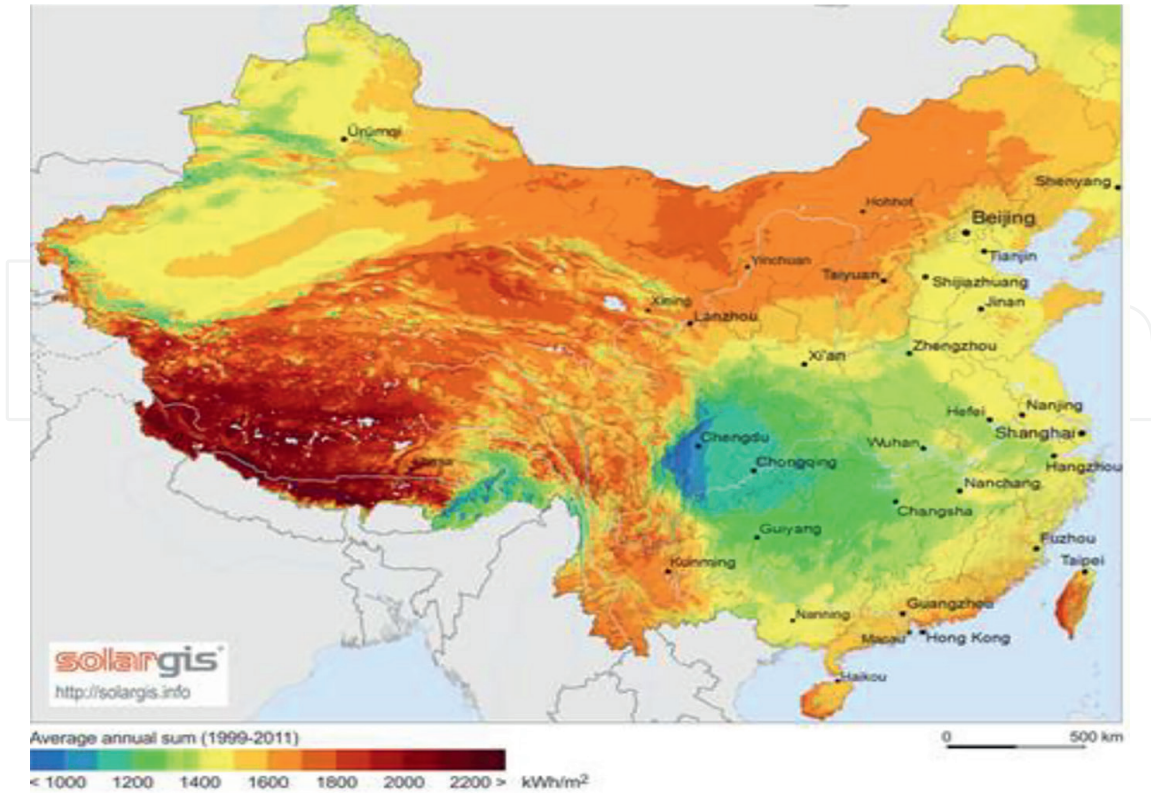 Ürümqi
Shenyang
Hohhot
Beijing
Tianjin
Yinchuan
Taiyuan
Shijiazhuang
Xining
Jinan
Lanzhou
Zhengzhou
Xi'an
Nanjing
Hefei
Shanghai
Chengdu
Wuhan
Chongqing
Hangzhou
Lhasa
Nanchang
Changsha
Guiyang
Fuzhou
Kunming
Taipei
Guangzhou
Nanning
Macau
Hong Kong
Haikou
solargis
http://solargis.info
Average annual sum (1999-2011)
0 500 km
< 1000 1200 1400 1600 1800 2000 2200 > kWh/m²